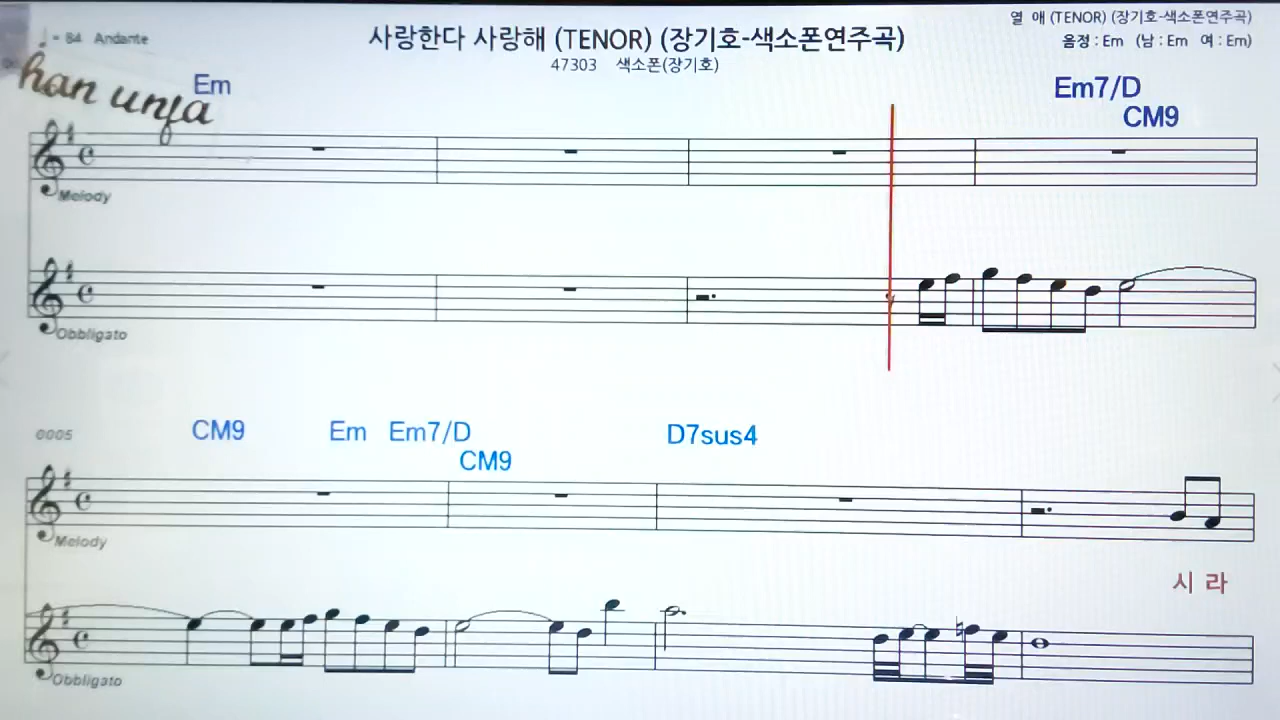 열 애 (TENOR) (장기호-색소폰연주곡)
♩ = 84 Andante
사랑한다 사랑해 (TENOR) (장기호-색소폰연주곡)
음정 : Em (남 : Em 여 : Em)
47303 색소폰(장기호)
han unja
Em
Em7/D
CM9
Melody
Obbligato
0005
CM9 Em Em7/D
CM9
D7sus4
Melody
시 라
Obbligato